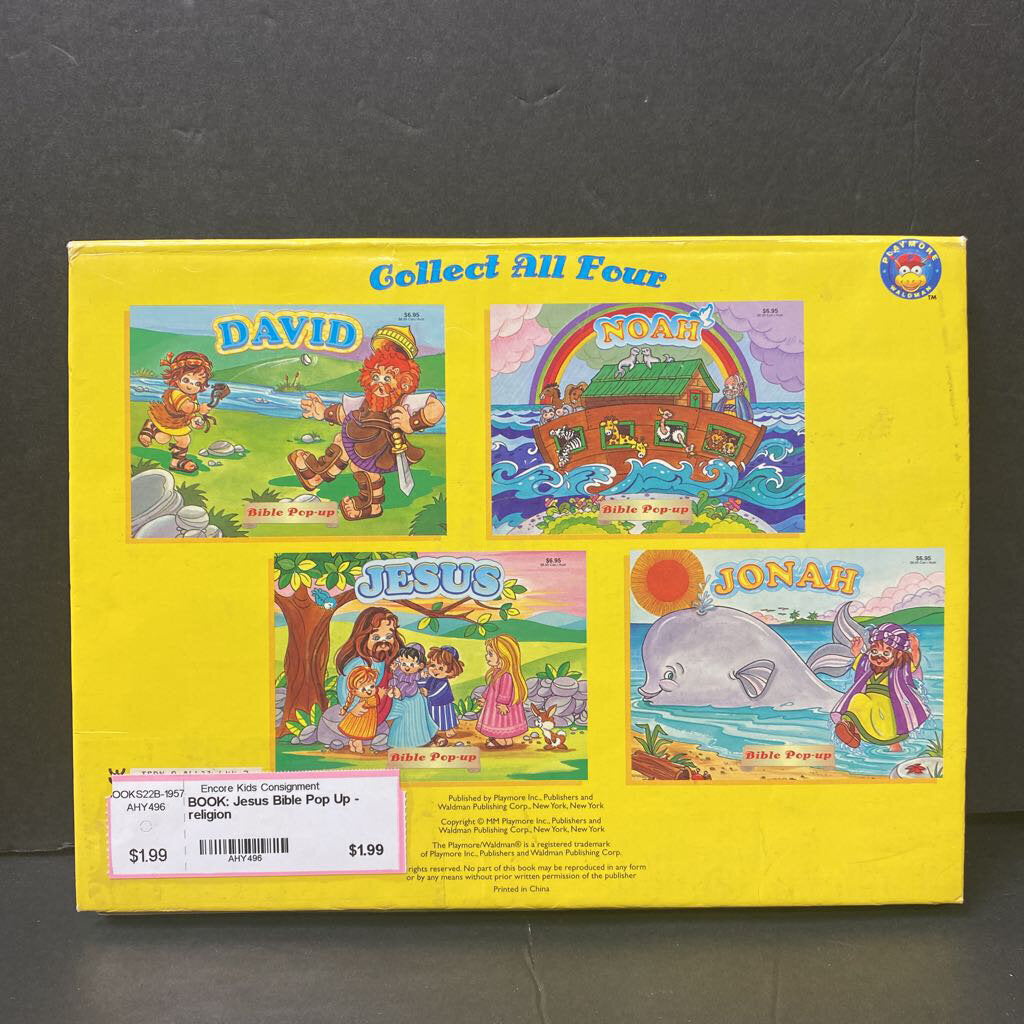 Collect All Four
PLAYMORE
WALDMAN
TM
DAVID
$6.95
Bible Pop-up
NOAH
$6.95
Bible Pop-up
JESUS
$6.95
Bible Pop-up
JONAH
$6.95
Bible Pop-up
OOKS22B-1957
AHY496
$1.99
Encore Kids Consignment
BOOK: Jesus Bible Pop Up -
religion
AHY496
$1.99
Published by Playmore Inc., Publishers and
Waldman Publishing Corp., New York, New York
Copyright © MM Playmore Inc., Publishers and
Waldman Publishing Corp., New York, New York
The Playmore/Waldman® is a registered trademark
of Playmore Inc., Publishers and Waldman Publishing Corp.
rights reserved. No part of this book may be reproduced in any form
or by any means without prior written permission of the publisher
Printed in China